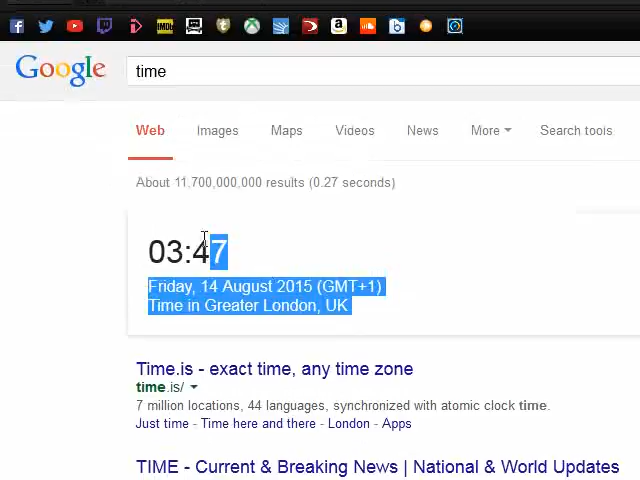 Google time
Web Images Maps Videos News More Search tools
About 11,700,000,000 results (0.27 seconds)
03:47
Friday, 14 August 2015 (GMT+1)
Time in Greater London, UK
Time.is - exact time, any time zone
time.is/
7 million locations, 44 languages, synchronized with atomic clock time.
Just time - Time here and there - London - Apps
TIME - Current & Breaking News | National & World Updates